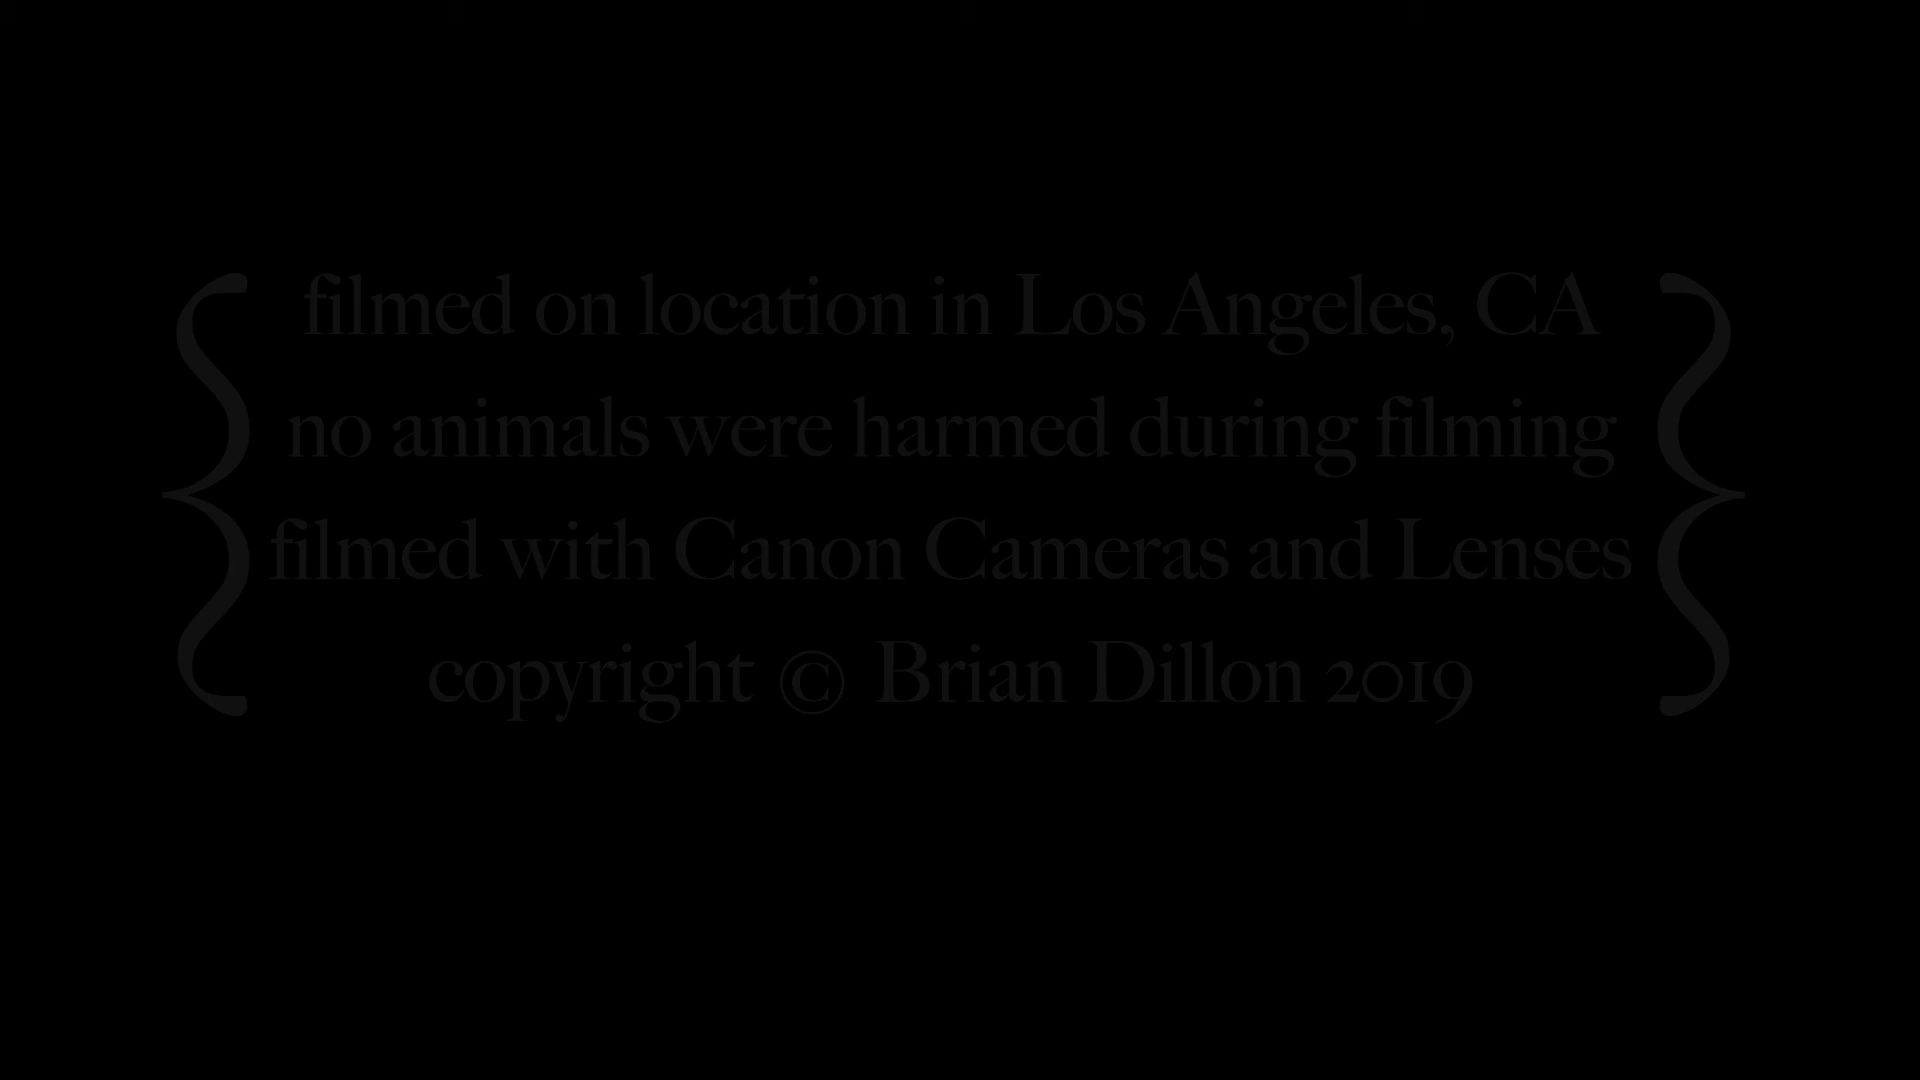 filmed on location in Los Angeles, CA
no animals were harmed during filming
filmed with Canon Cameras and Lenses
copyright © Brian Dillon 2019